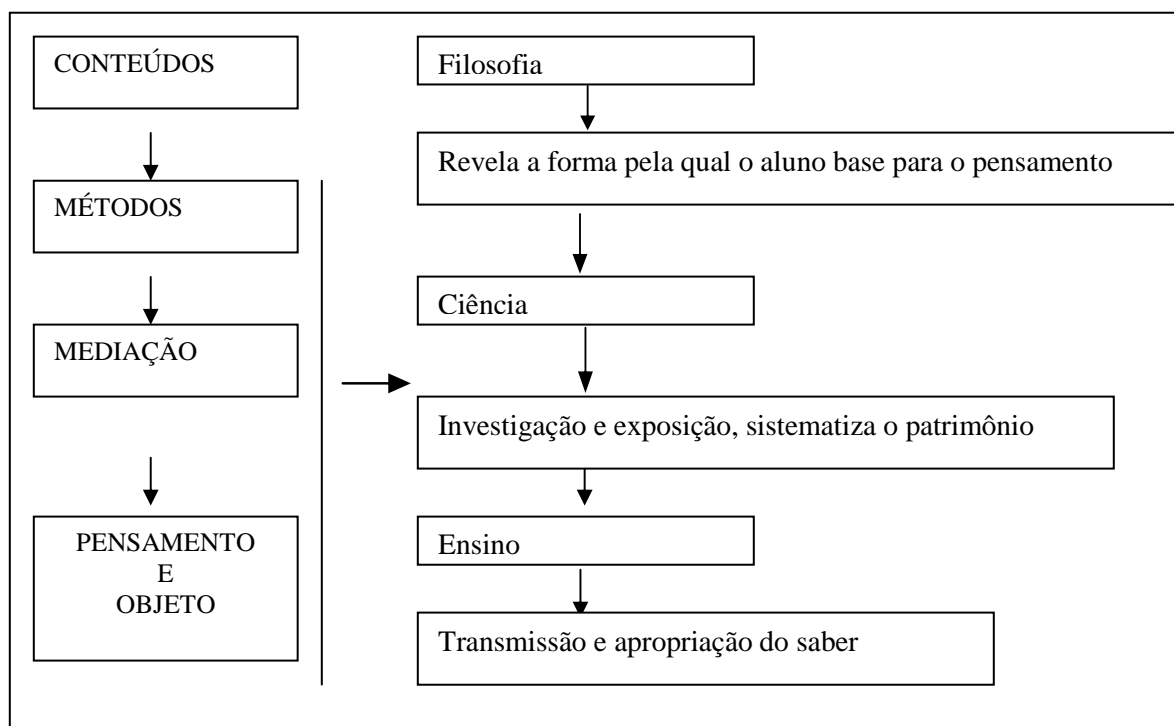 CONTEÚDOS
MÉTODOS
MEDIAÇÃO
PENSAMENTO
E
OBJETO
Filosofia
Revela a forma pela qual o aluno base para o pensamento
Ciência
Investigação e exposição, sistematiza o patrimônio
Ensino
Transmissão e apropriação do saber